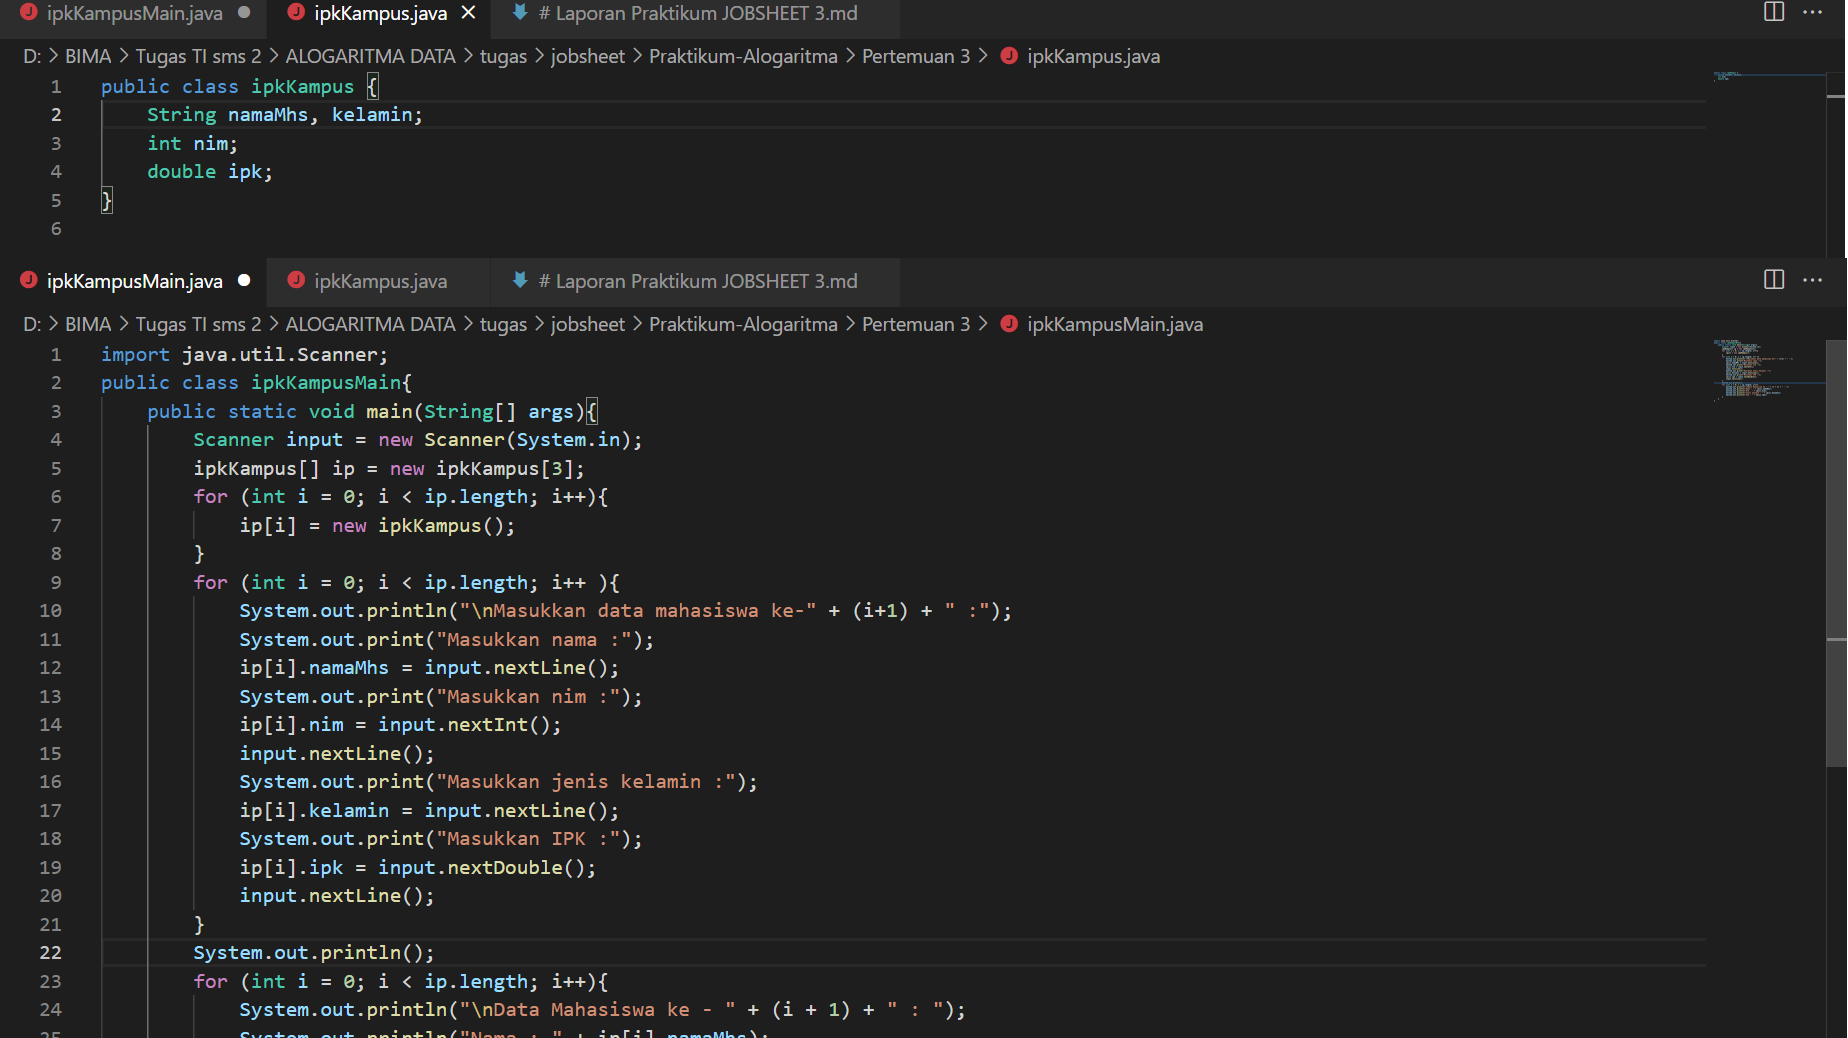 ipkKampusMain.java ipkKampus.java # Laporan Praktikum JOBSHEET 3.md
D: > BIMA > Tugas TI sms 2 > ALOGARITMA DATA > tugas > jobsheet > Praktikum-Alogaritma > Pertemuan 3 > ipkKampus.java
1 public class ipkKampus {
2 String namaMhs, kelamin;
3 int nim;
4 double ipk;
5 }
6
ipkKampusMain.java ipkKampus.java # Laporan Praktikum JOBSHEET 3.md
D: > BIMA > Tugas TI sms 2 > ALOGARITMA DATA > tugas > jobsheet > Praktikum-Alogaritma > Pertemuan 3 > ipkKampusMain.java
1 import java.util.Scanner;
2 public class ipkKampusMain{
3 public static void main(String[] args){
4 Scanner input = new Scanner(System.in);
5 ipkKampus[] ip = new ipkKampus[3];
6 for (int i = 0; i < ip.length; i++){
7 ip[i] = new ipkKampus();
8 }
9 for (int i = 0; i < ip.length; i++ ){
10 System.out.println("\nMasukkan data mahasiswa ke-" + (i+1) + " :");
11 System.out.print("Masukkan nama :");
12 ip[i].namaMhs = input.nextLine();
13 System.out.print("Masukkan nim :");
14 ip[i].nim = input.nextInt();
15 input.nextLine();
16 System.out.print("Masukkan jenis kelamin :");
17 ip[i].kelamin = input.nextLine();
18 System.out.print("Masukkan IPK :");
19 ip[i].ipk = input.nextDouble();
20 input.nextLine();
21 }
22 System.out.println();
23 for (int i = 0; i < ip.length; i++){
24 System.out.println("\nData Mahasiswa ke - " + (i + 1) + " : ");
25 System.out.println("Nama : " + ip[i].namaMhs);